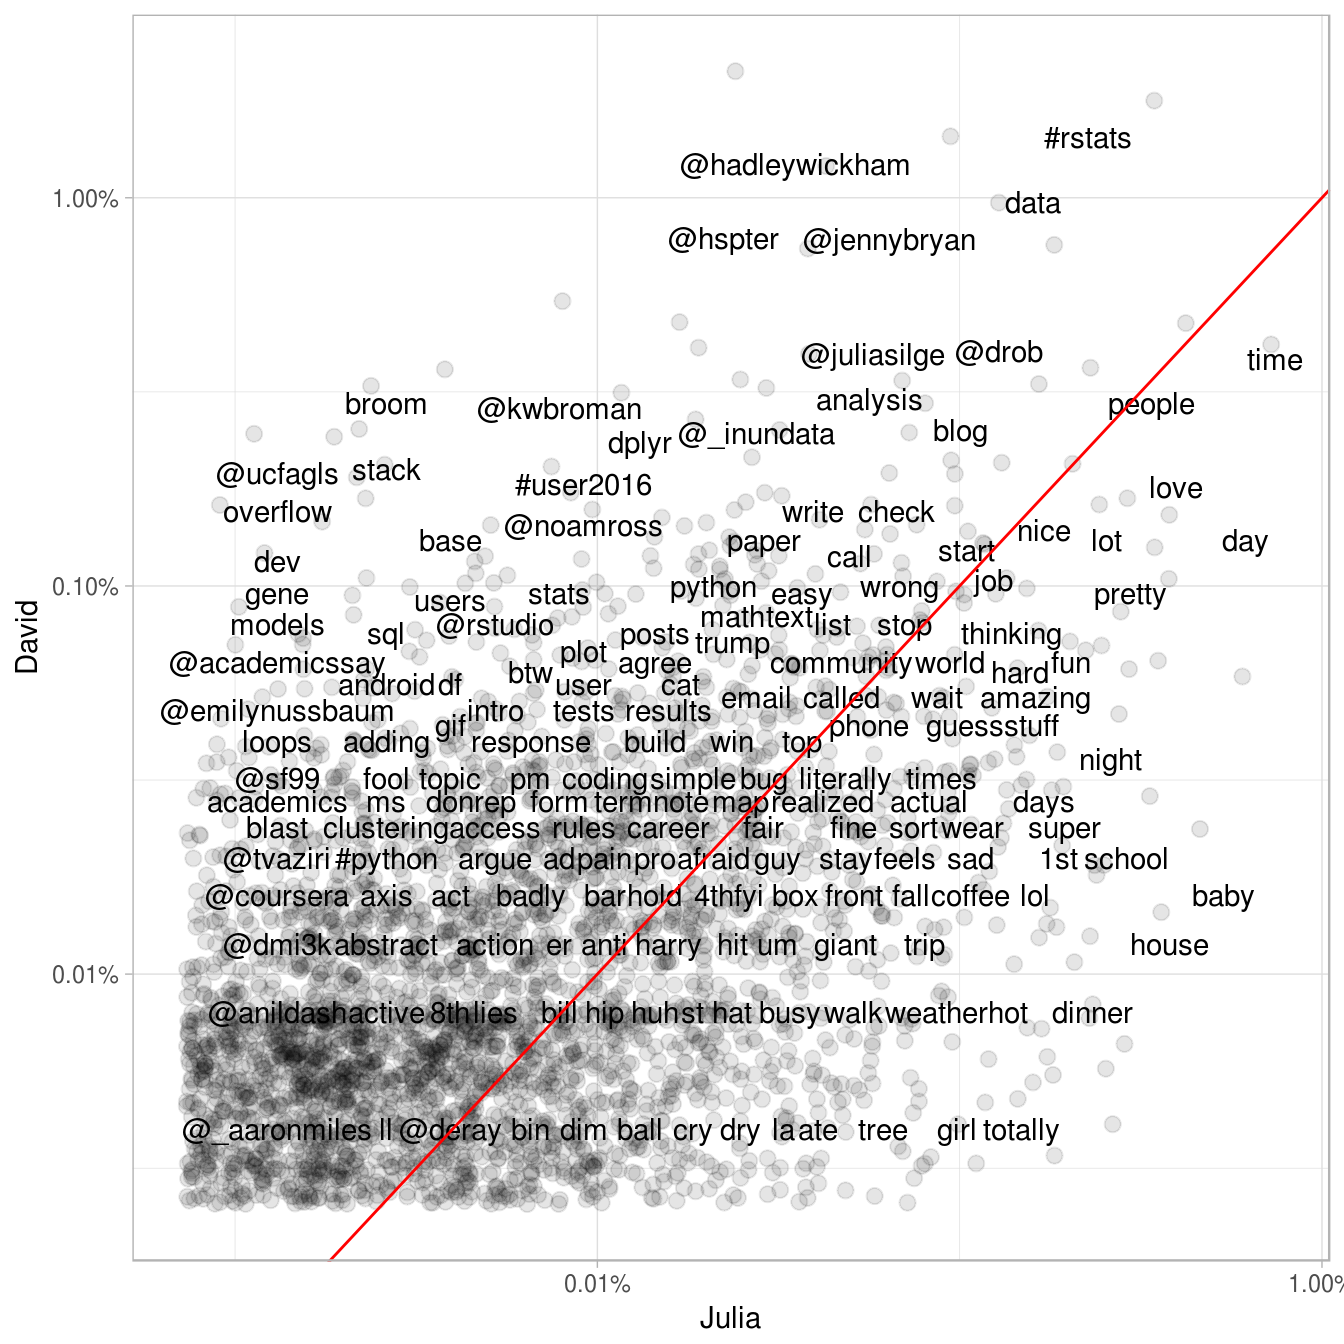 #rstats
@hadleywickham
1.00%
data
@hspter @jennybryan
@juliasilge @drob
time
broom @kwbroman analysis people
dplyr @_inundata blog
@ucfagls stack
#user2016 love
overflow @noamross write check
nice
base paper start lot day
dev call
0.10%
gene users stats python easy wrong job pretty
models sql @rstudio posts mathtext list stop thinking
plot trump
@academicssay btw agree community world hard fun
android df user cat
@emilynussbaum intro tests results email called wait amazing
gif phone guess stuff
loops adding response build win top
night
@sf99 fool topic pm coding simple bug literally times
academics ms donrep form term note map realized actual days
blast clustering access rules career fair fine sort wear super
@tvaziri #python argue ad pain pro afraid guy stay feels sad 1st school
@coursera axis act badly bar hold 4th fyi box front fall coffee lol baby
@dmi3k abstract action er anti harry hit um giant trip house
0.01%
@anildash active 8th lies bill hip huh st hat busy walk weather hot dinner
@_aaronmiles ll @deray bin dim ball cry dry la ate tree girl totally
David
0.01% 1.00%
Julia